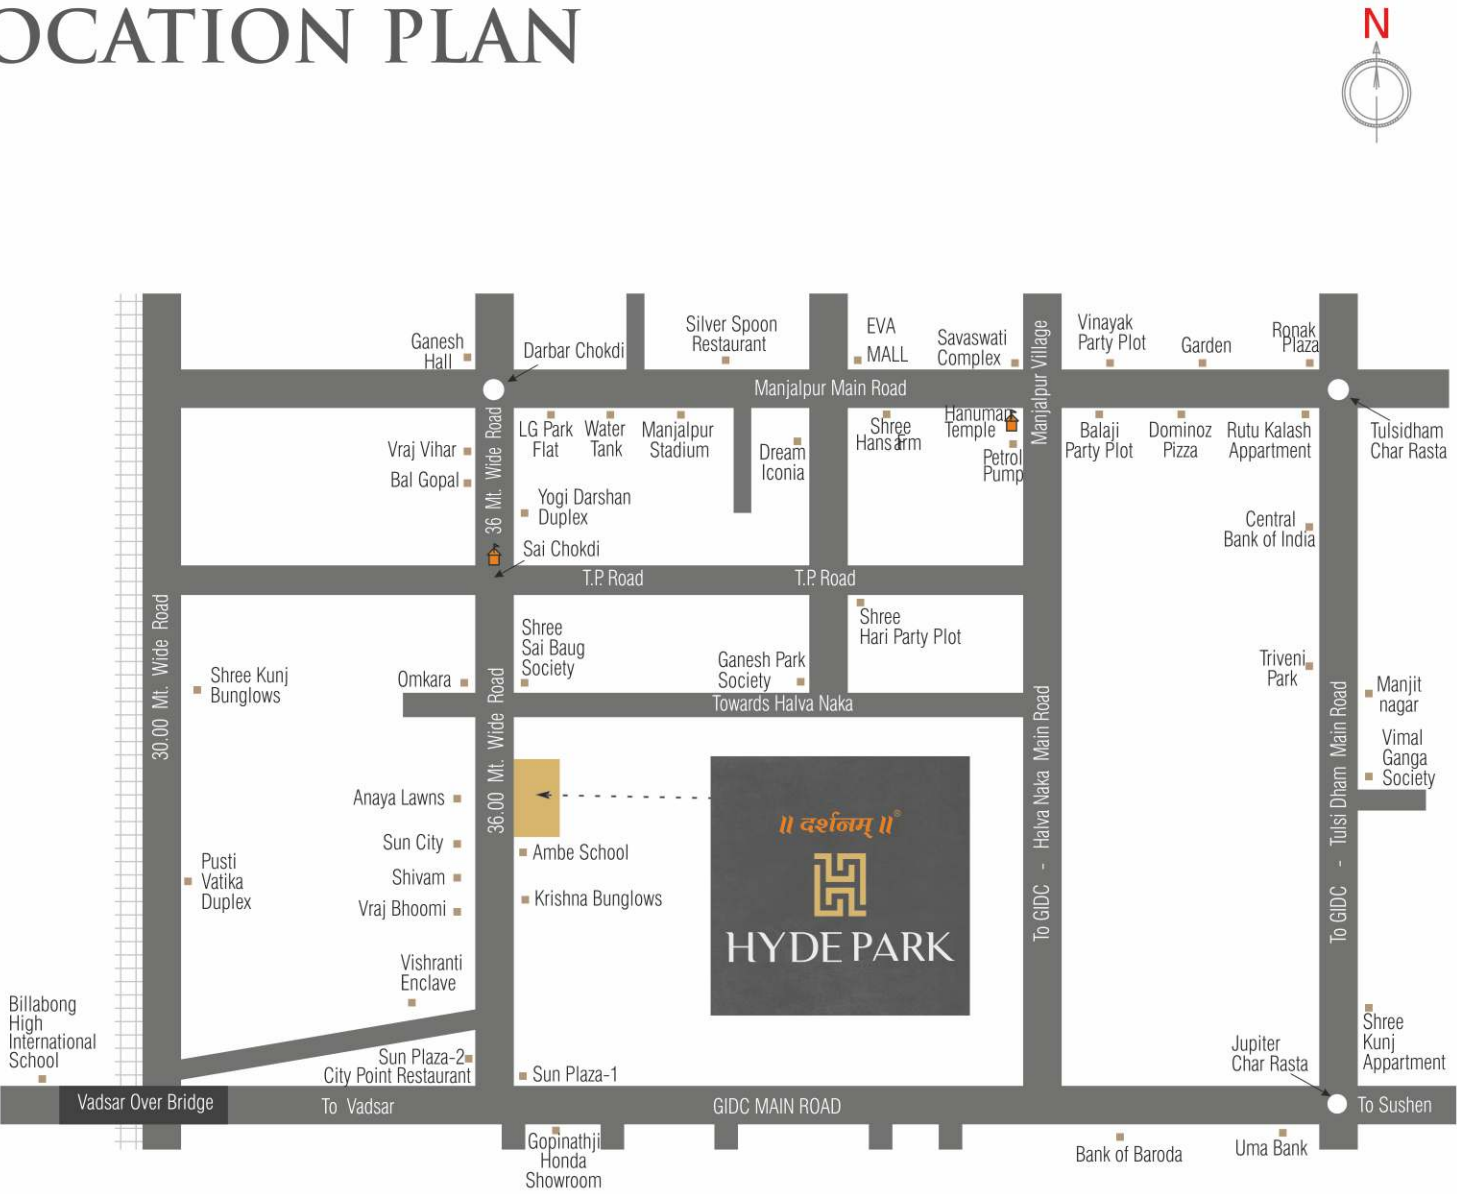 OCATION PLAN
N
Ganesh
Hall
Darbar Chokdi
Silver Spoon
Restaurant
EVA
MALL
Savaswati
Complex
Manjalpur Village
Vinayak
Party Plot
Garden
Ronak
Plaza
Manjalpur Main Road
36 Mt. Wide Road
Vraj Vihar
Bal Gopal
LG Park
Flat
Water
Tank
Manjalpur
Stadium
Yogi Darshan
Duplex
Dream
Iconia
Shree
Hans
Hanuman
Temple
Petrol
Pump
Balaji
Party Plot
Dominoz
Pizza
Rutu Kalash
Appartment
Tulsidham
Char Rasta
Central
Bank of India
Sai Chokdi
T.P. Road
T.P. Road
30.00 Mt. Wide Road
Shree Kunj
Bunglows
Omkara
36.00 Mt. Wide Road
Shree
Sai Baug
Society
Ganesh Park
Society
Shree
Hari Party Plot
Towards Halva Naka
Triveni
Park
Manjit
nagar
Vimal
Ganga
Society
To GIDC - Halva Naka Main Road
To GIDC - Tulsi Dham Main Road
Anaya Lawns
Sun City
Shivam
Vraj Bhoomi
Ambe School
Krishna Bunglows
॥ दर्शनम् ॥®
HYDE PARK
Pusti
Vatika
Duplex
Vishranti
Enclave
Billabong
High
International
School
Sun Plaza-2
City Point Restaurant
Sun Plaza-1
Jupiter
Char Rasta
Shree
Kunj
Appartment
Vadsar Over Bridge
To Vadsar
GIDC MAIN ROAD
To Sushen
Gopinathji
Honda
Showroom
Bank of Baroda
Uma Bank